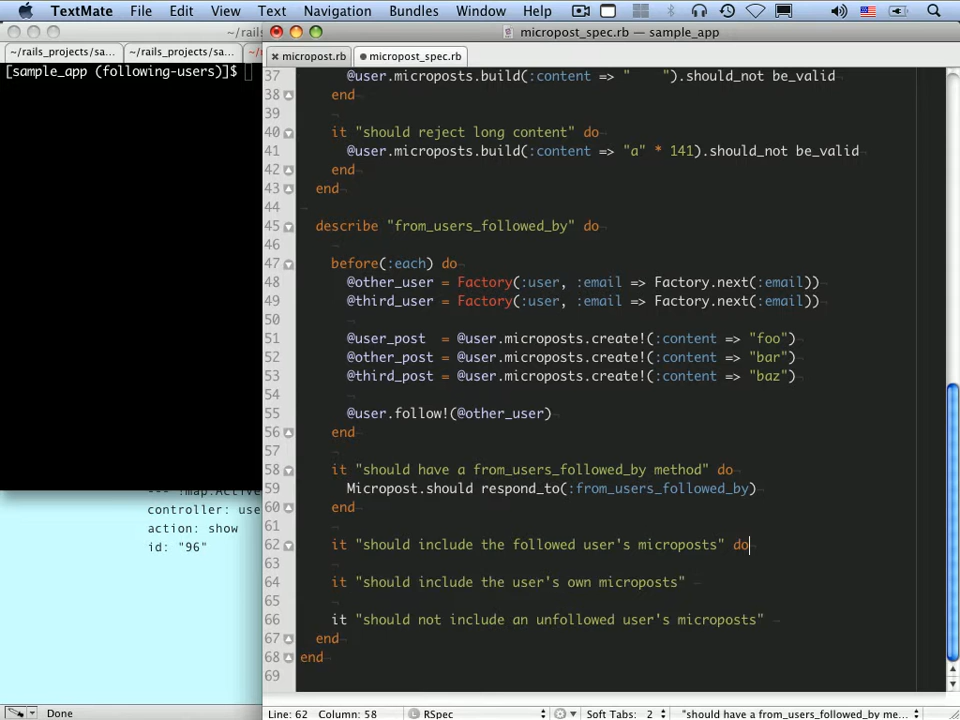 TextMate File Edit View Text Navigation Bundles Window Help
~/rails
micropost_spec.rb — sample_app
~/rails_projects/sa... ~/rails_projects/sa...
micropost.rb micropost_spec.rb
[sample_app (following-users)]$
37 @user.microposts.build(:content => "    ").should_not be_valid
38 end
39
40 it "should reject long content" do
41 @user.microposts.build(:content => "a" * 141).should_not be_valid
42 end
43 end
44
45 describe "from_users_followed_by" do
46
47 before(:each) do
48 @other_user = Factory(:user, :email => Factory.next(:email))
49 @third_user = Factory(:user, :email => Factory.next(:email))
50
51 @user_post  = @user.microposts.create!(:content => "foo")
52 @other_post = @user.microposts.create!(:content => "bar")
53 @third_post = @user.microposts.create!(:content => "baz")
54
55 @user.follow!(@other_user)
56 end
57
58 it "should have a from_users_followed_by method" do
59 Micropost.should respond_to(:from_users_followed_by)
60 end
61
62 it "should include the followed user's microposts" do
63
64 it "should include the user's own microposts"
65
66 it "should not include an unfollowed user's microposts"
67 end
68 end
69
--- !map:Active
controller: use
action: show
id: "96"
Done
Line: 62 Column: 58 RSpec Soft Tabs: 2 "should have a from_users_followed_by me...